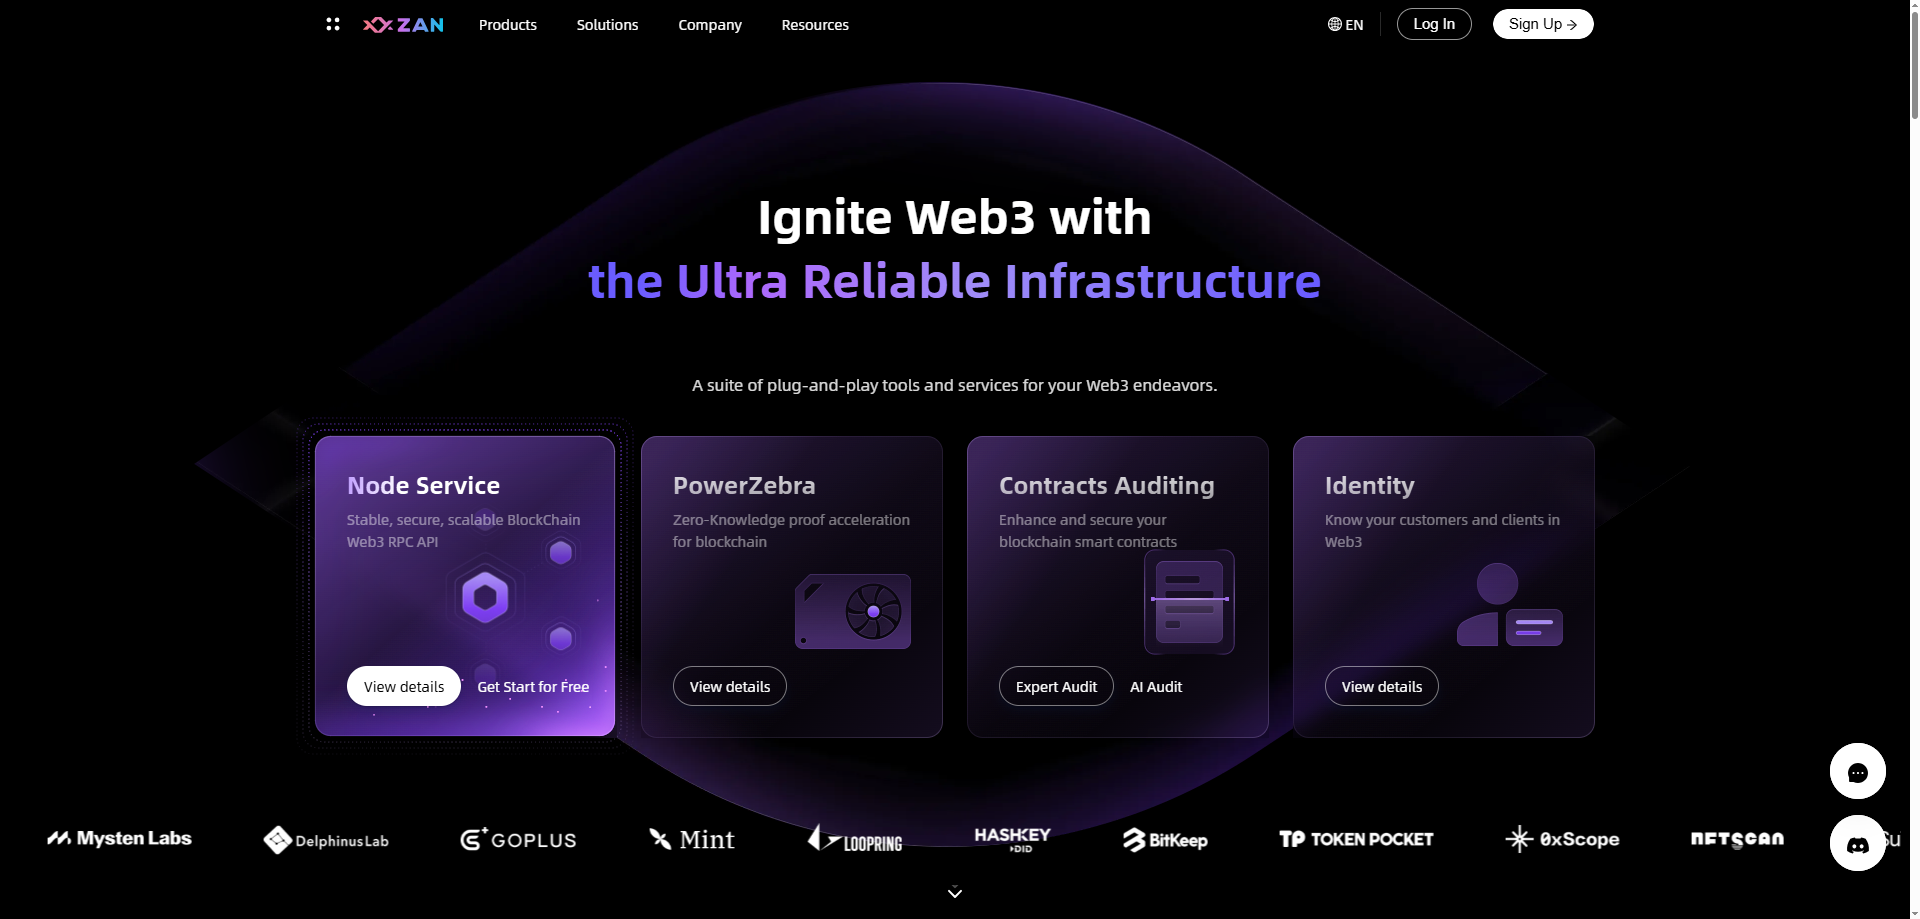 ZAN
Products
Solutions
Company
Resources
EN
Log In
Sign Up →
Ignite Web3 with
the Ultra Reliable Infrastructure
A suite of plug-and-play tools and services for your Web3 endeavors.
Node Service
Stable, secure, scalable BlockChain
Web3 RPC API
View details
Get Start for Free
PowerZebra
Zero-Knowledge proof acceleration
for blockchain
View details
Contracts Auditing
Enhance and secure your
blockchain smart contracts
Expert Audit
AI Audit
Identity
Know your customers and clients in
Web3
View details
Mysten Labs
Delphinus Lab
GOPLUS
Mint
LOOPRING
HASHKEY
DID
BitKeep
TP TOKEN POCKET
0xScope
NFTSCAN
Su